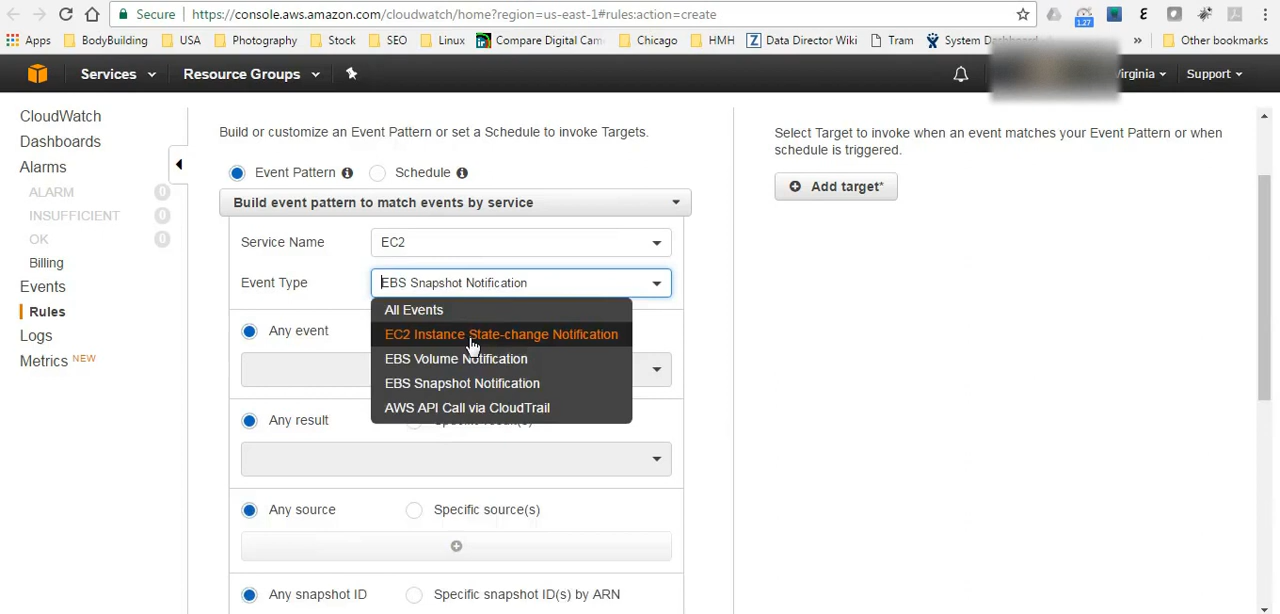 Secure https://console.aws.amazon.com/cloudwatch/home?region=us-east-1#rules:action=create
1.27
Apps BodyBuilding USA Photography Stock SEO Linux Compare Digital Cam Chicago HMH Data Director Wiki Tram System Dashboard » Other bookmarks
Services Resource Groups irginia Support
CloudWatch
Dashboards
Alarms
ALARM 0
INSUFFICIENT 0
OK 0
Billing
Events
Rules
Logs
Metrics NEW
Build or customize an Event Pattern or set a Schedule to invoke Targets.
Event Pattern Schedule
Build event pattern to match events by service
Service Name EC2
Event Type EBS Snapshot Notification
All Events
EC2 Instance State-change Notification
EBS Volume Notification
EBS Snapshot Notification
AWS API Call via CloudTrail
Any event
Any result Specific result(s)
Any source Specific source(s)
Any snapshot ID Specific snapshot ID(s) by ARN
Select Target to invoke when an event matches your Event Pattern or when
schedule is triggered.
Add target*